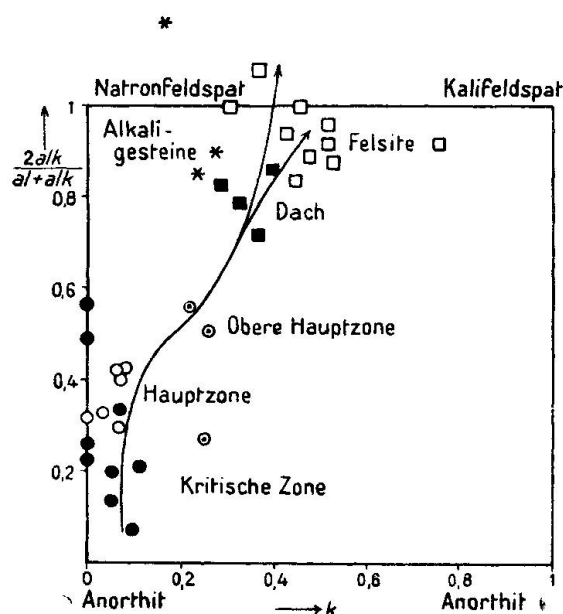 Natronfeldspat Kalifeldspat
1
2alk
al+alk
Alkali-
gesteine
Felsite
0,8
Dach
0,6
Obere Hauptzone
0,4
Hauptzone
0,2
Kritische Zone
0 0,2 0,4 0,6 0,8 1
Anorthit k Anorthit